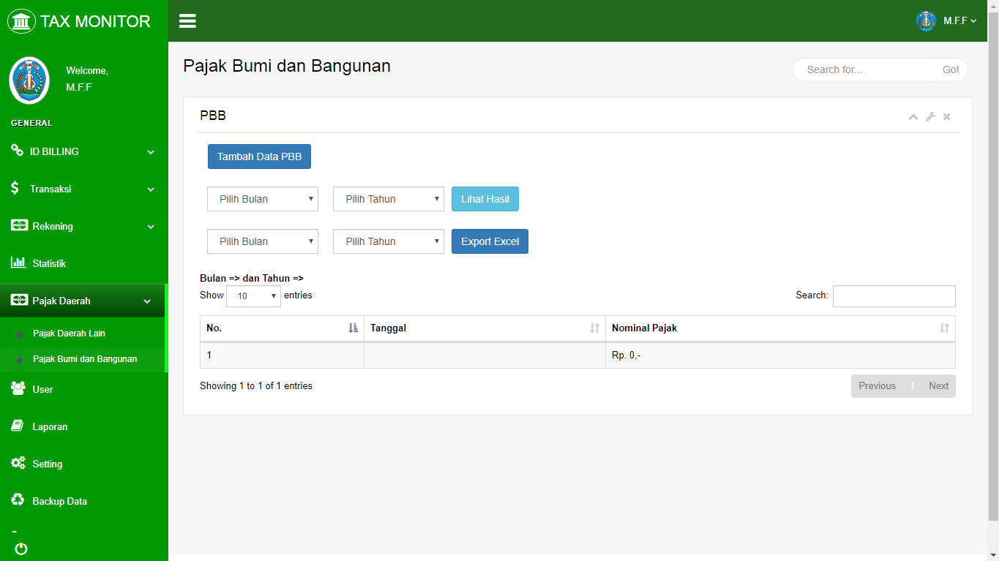 TAX MONITOR
M.F.F
Welcome,
M.F.F
GENERAL
ID BILLING
Transaksi
Rekening
Statistik
Pajak Daerah
Pajak Daerah Lain
Pajak Bumi dan Bangunan
User
Laporan
Setting
Backup Data
Pajak Bumi dan Bangunan
Search for... Go!
PBB
Tambah Data PBB
Pilih Bulan Pilih Tahun Lihat Hasil
Pilih Bulan Pilih Tahun Export Excel
Bulan => dan Tahun =>
Show 10 entries Search:
No. Tanggal Nominal Pajak
1 Rp. 0,-
Showing 1 to 1 of 1 entries Previous 1 Next